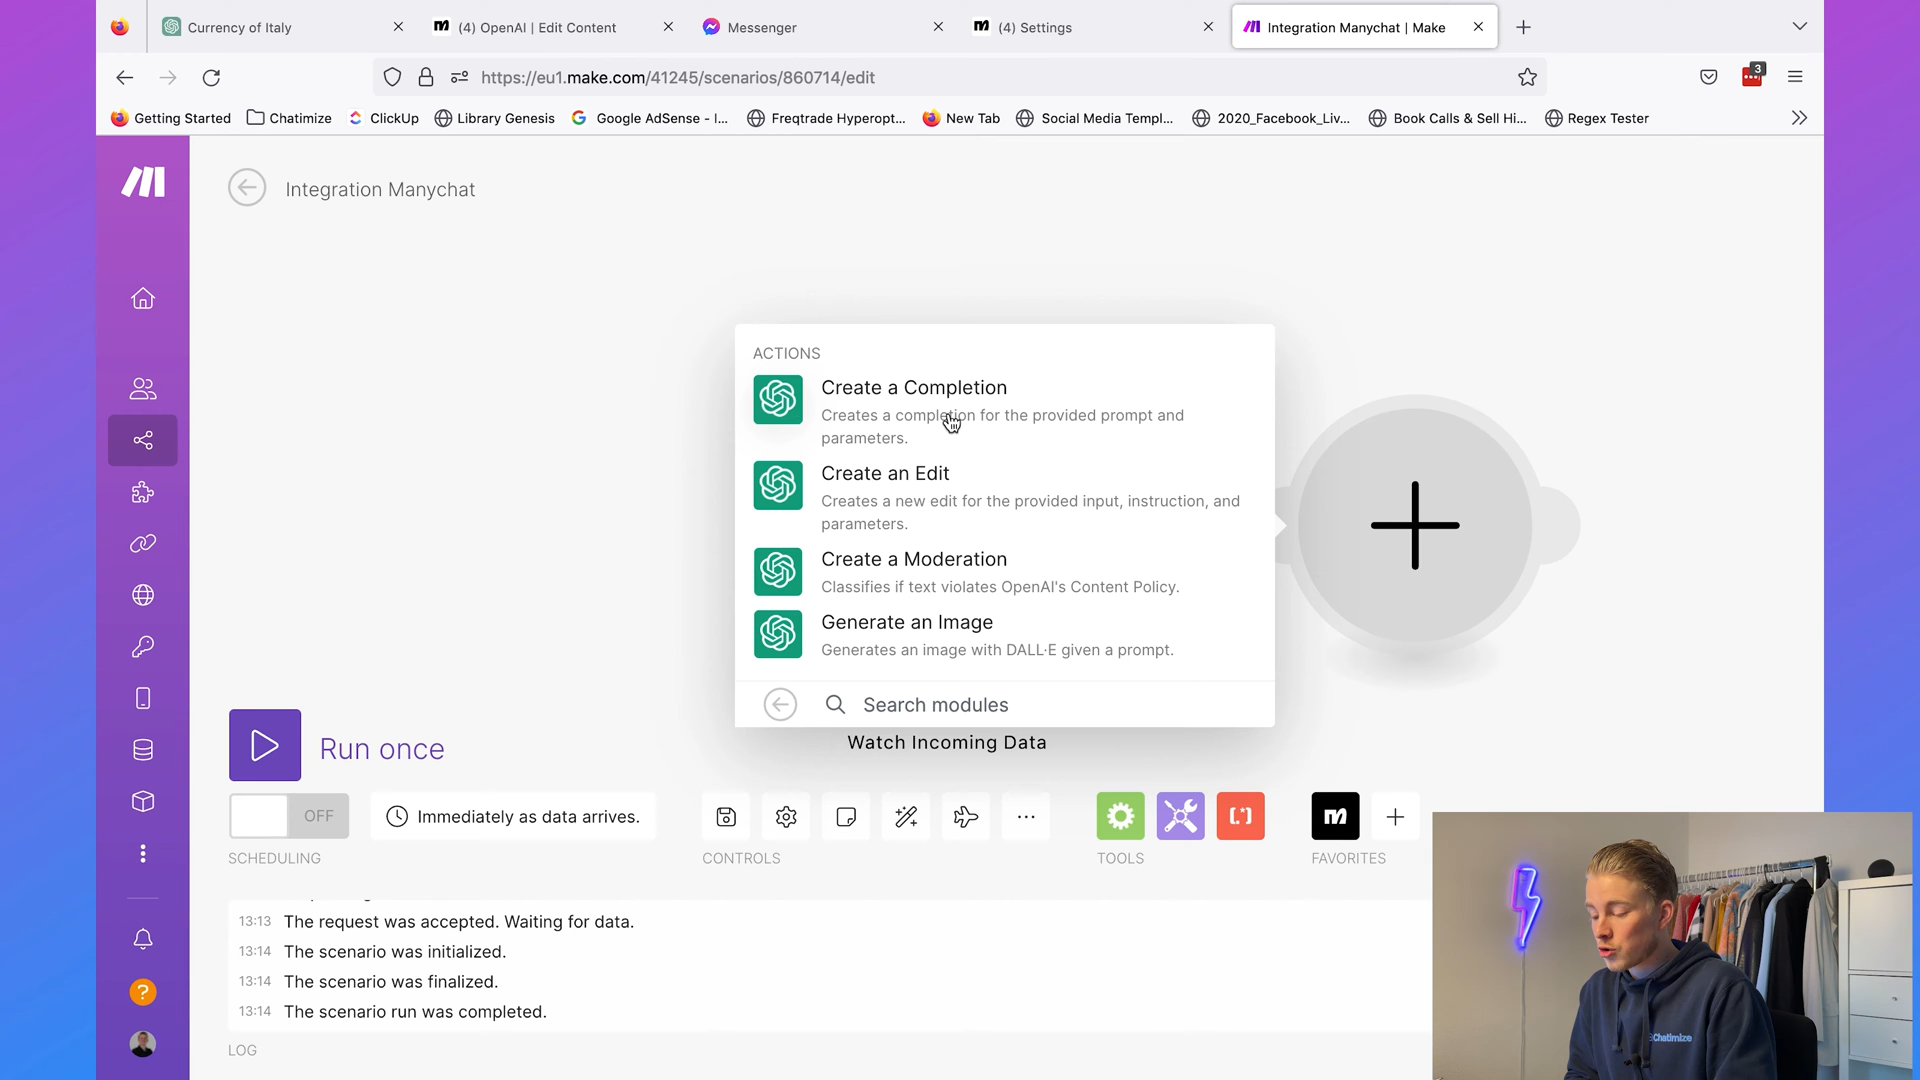 Currency of Italy
(4) OpenAI | Edit Content
Messenger
(4) Settings
Integration Manychat | Make
https://eu1.make.com/41245/scenarios/860714/edit
3
Getting Started
Chatimize
ClickUp
Library Genesis
Google AdSense - l...
Freqtrade Hyperopt...
New Tab
Social Media Templ...
2020_Facebook_Liv...
Book Calls & Sell Hi...
Regex Tester
Integration Manychat
ACTIONS
Create a Completion
Creates a completion for the provided prompt and
parameters.
Create an Edit
Creates a new edit for the provided input, instruction, and
parameters.
Create a Moderation
Classifies if text violates OpenAI's Content Policy.
Generate an Image
Generates an image with DALL·E given a prompt.
Search modules
Watch Incoming Data
Run once
OFF
Immediately as data arrives.
SCHEDULING
CONTROLS
TOOLS
FAVORITES
13:13 The request was accepted. Waiting for data.
13:14 The scenario was initialized.
13:14 The scenario was finalized.
13:14 The scenario run was completed.
LOG
Chatimize